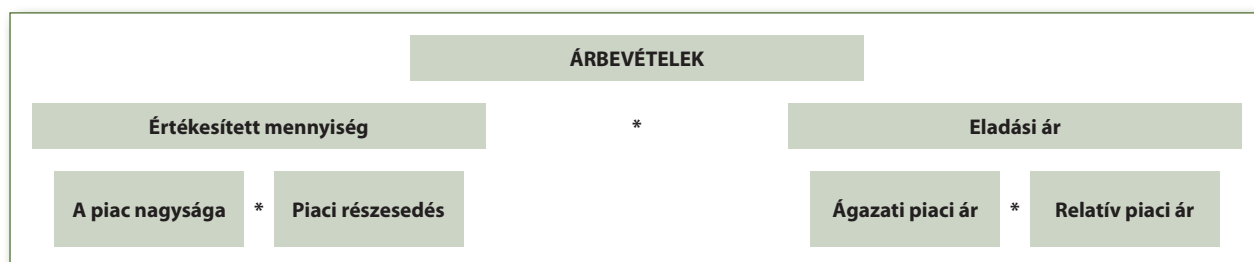 ÁRBEVÉTELEK
Értékesített mennyiség * Eladási ár
A piac nagysága * Piaci részesedés Ágazati piaci ár * Relatív piaci ár